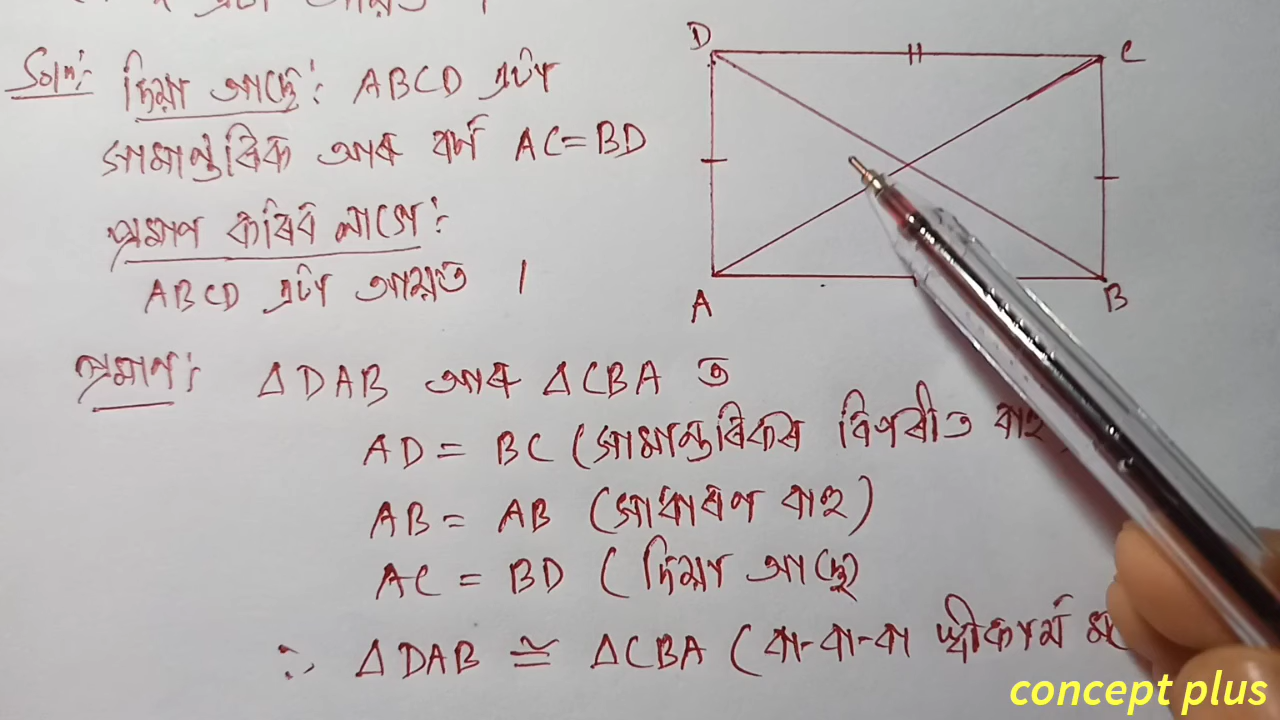 Soln: দিয়া আছে: ABCD এটা
সামান্তৰিক আৰু কৰ্ণ AC=BD
প্ৰমাণ কৰিব লাগে:
ABCD এটা আয়ত ।
D C
A B
প্ৰমাণ: Δ DAB আৰু Δ CBA ত
AD = BC (সামান্তৰিকৰ বিপৰীত বাহু
AB = AB (সাধাৰণ বাহু)
AC = BD (দিয়া আছে)
∴ Δ DAB ≅ Δ CBA (বা-বা-বা স্বীকাৰ্য
concept plus